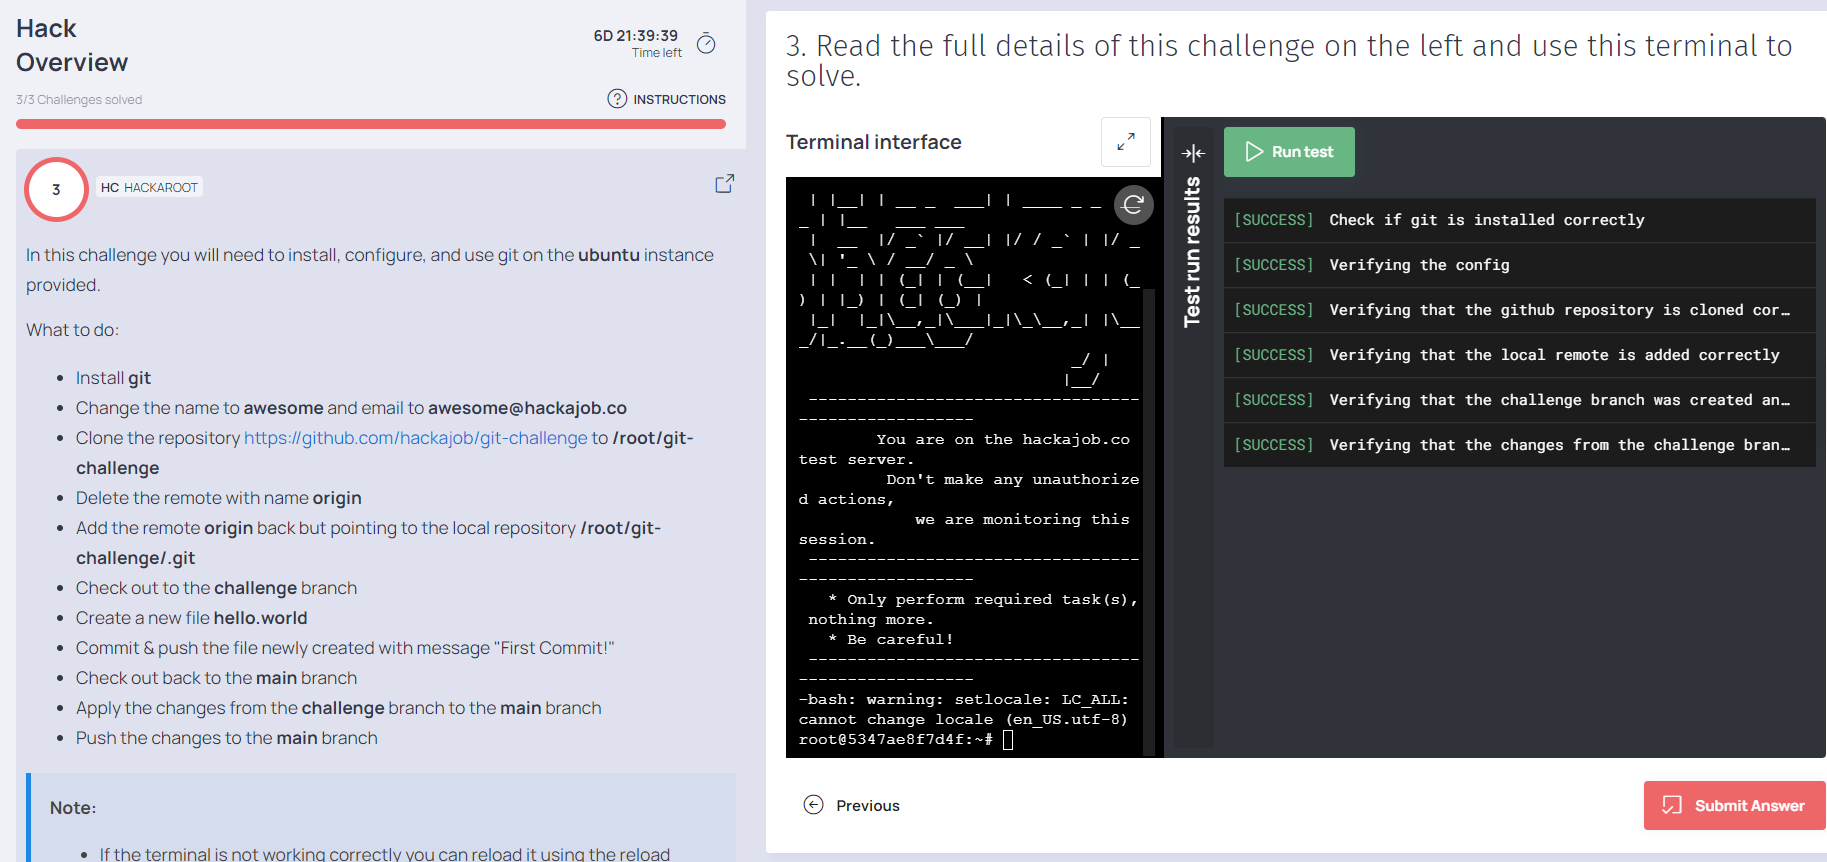 Hack
Overview
6D 21:39:39
Time left
3/3 Challenges solved
? INSTRUCTIONS
3
HC HACKAROOT
In this challenge you will need to install, configure, and use git on the ubuntu instance
provided.
What to do:
• Install git
• Change the name to awesome and email to awesome@hackajob.co
• Clone the repository https://github.com/hackajob/git-challenge to /root/git-
challenge
• Delete the remote with name origin
• Add the remote origin back but pointing to the local repository /root/git-
challenge/.git
• Check out to the challenge branch
• Create a new file hello.world
• Commit & push the file newly created with message "First Commit!"
• Check out back to the main branch
• Apply the changes from the challenge branch to the main branch
• Push the changes to the main branch
Note:
• If the terminal is not working correctly you can reload it using the reload
3. Read the full details of this challenge on the left and use this terminal to
solve.
Terminal interface
You are on the hackajob.co
test server.
Don't make any unauthorize
d actions,
we are monitoring this
session.
* Only perform required task(s),
nothing more.
* Be careful!
-bash: warning: setlocale: LC_ALL:
cannot change locale (en_US.utf-8)
root@5347ae8f7d4f:~#
Test run results
Run test
[SUCCESS] Check if git is installed correctly
[SUCCESS] Verifying the config
[SUCCESS] Verifying that the github repository is cloned cor…
[SUCCESS] Verifying that the local remote is added correctly
[SUCCESS] Verifying that the challenge branch was created an…
[SUCCESS] Verifying that the changes from the challenge bran…
Previous
Submit Answer